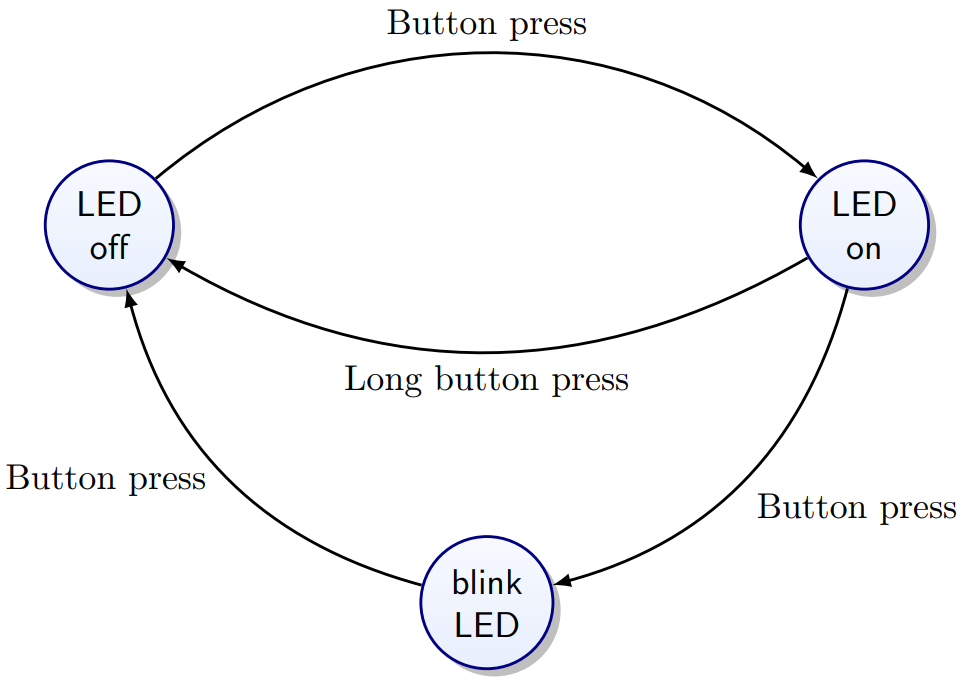 Button press
LED
off
LED
on
Long button press
Button press
Button press
blink
LED